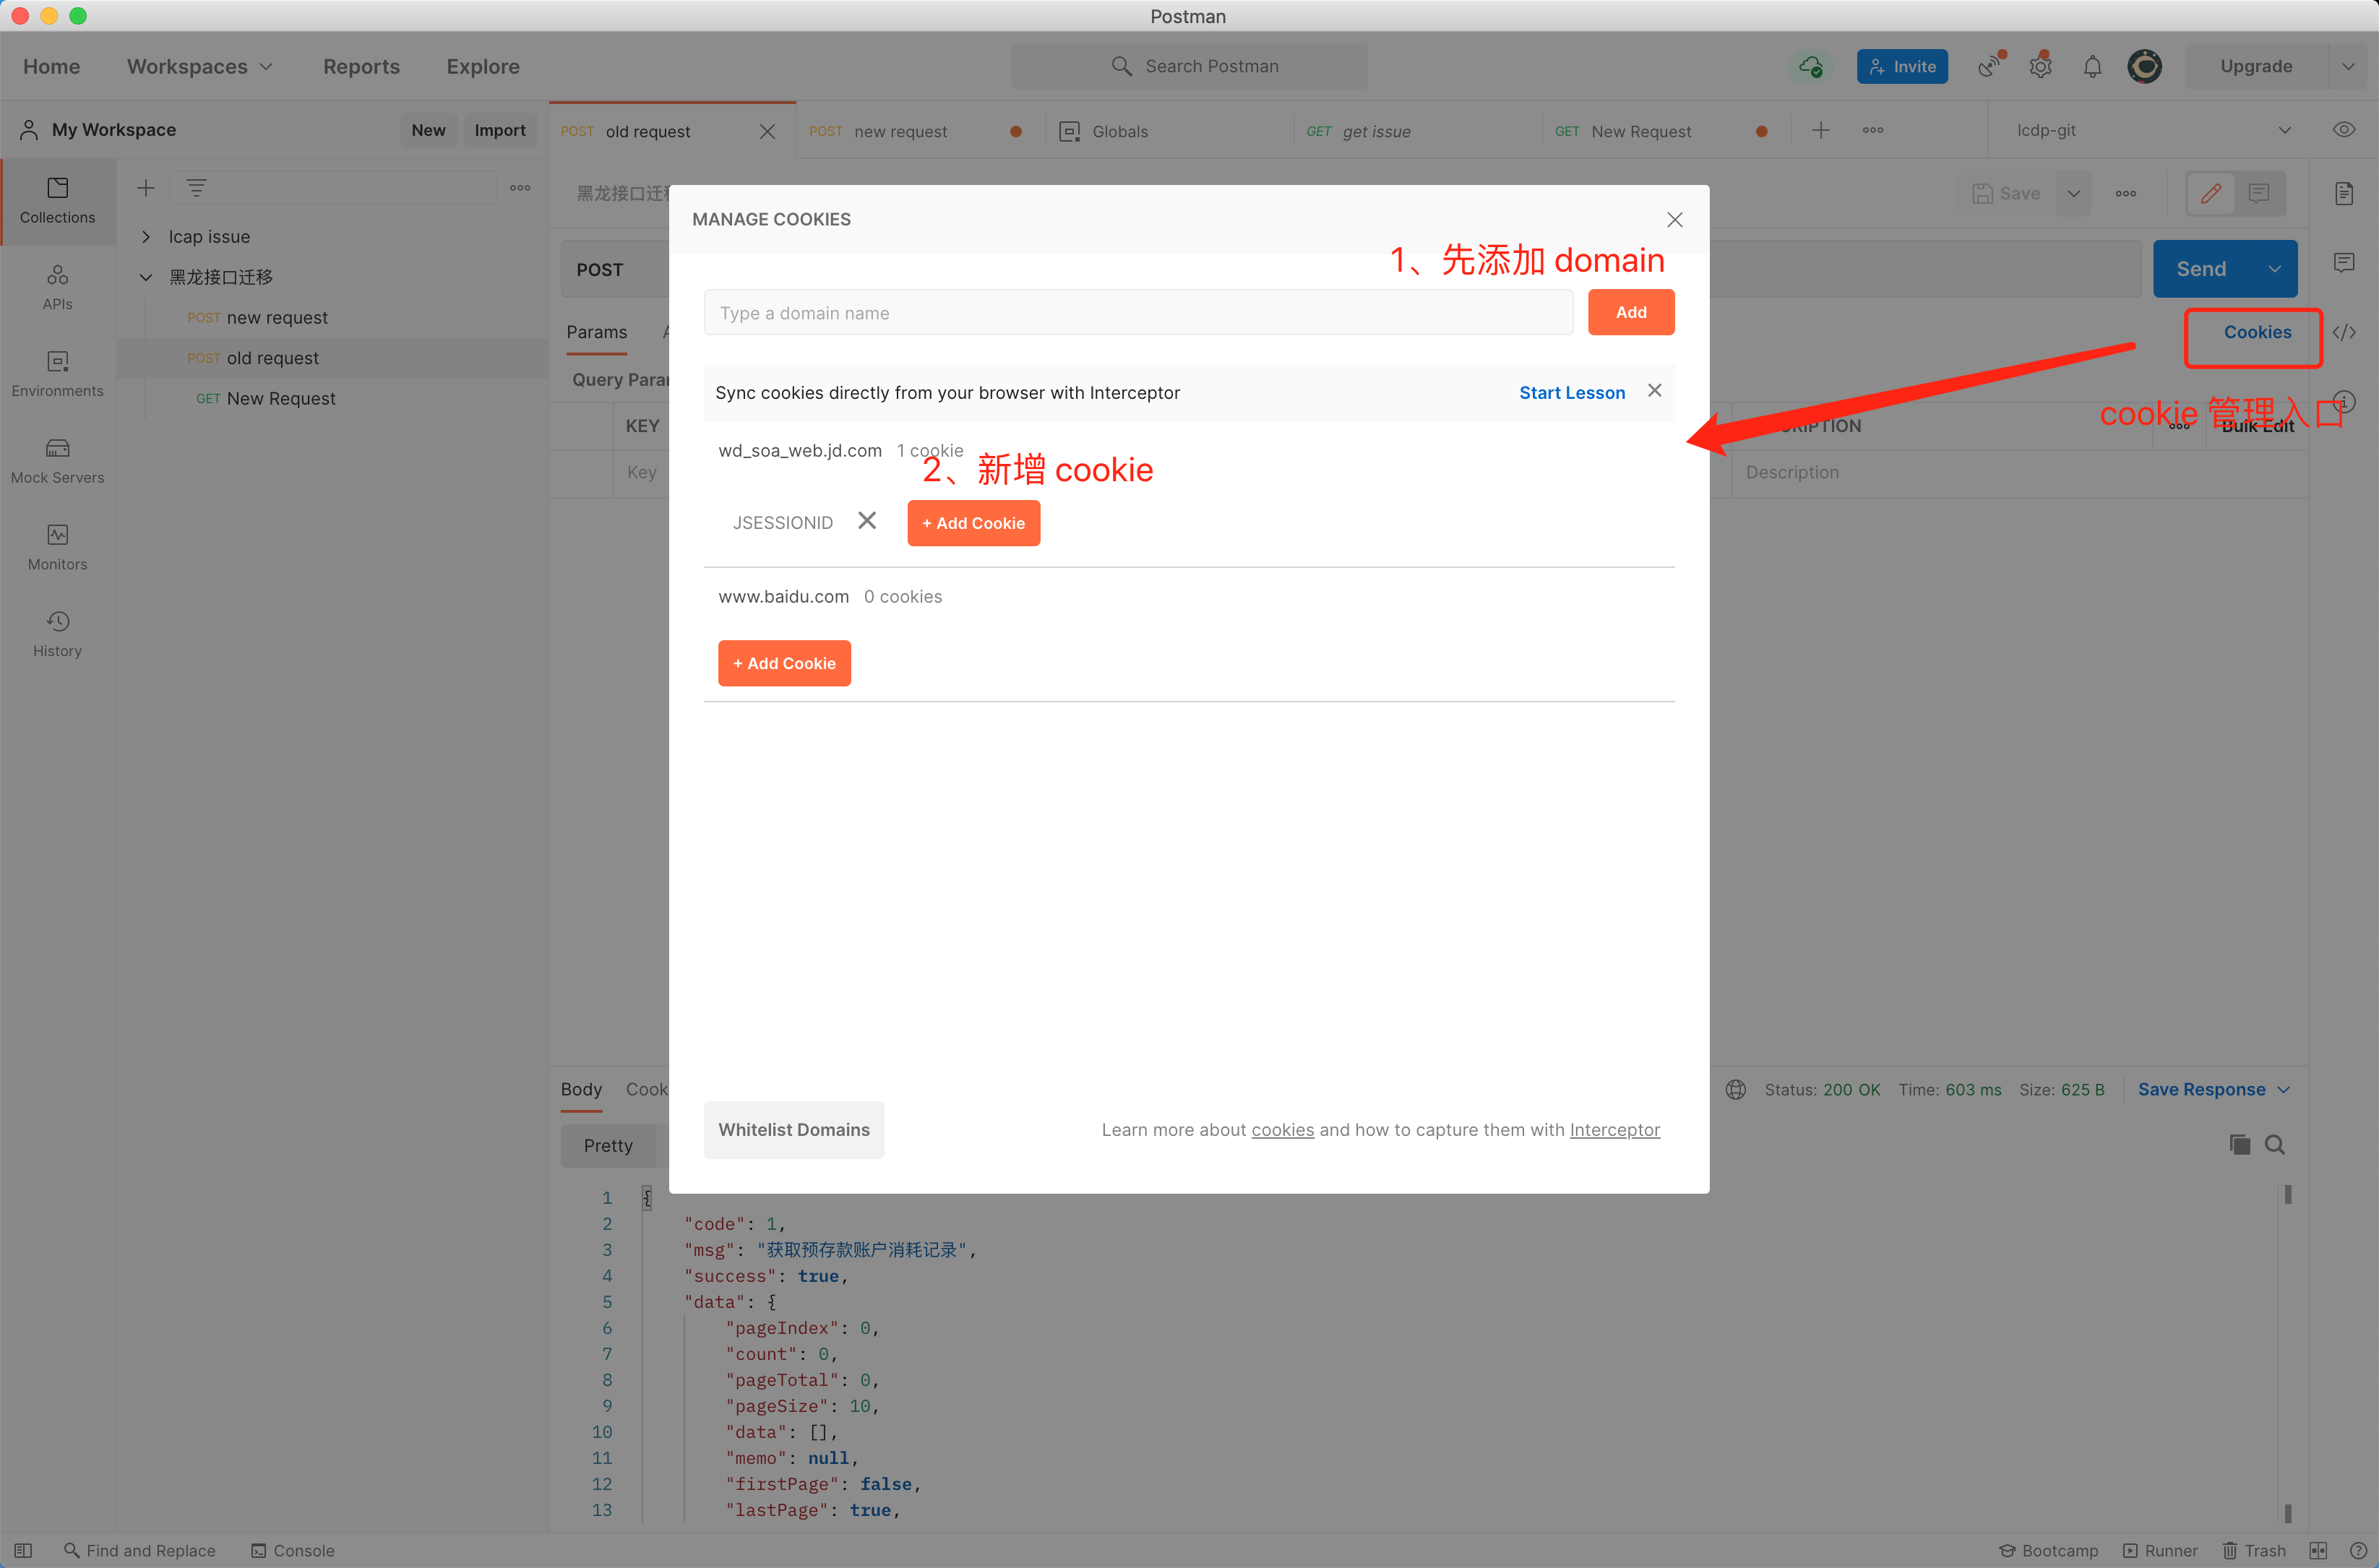 Postman
Home Workspaces Reports Explore Search Postman Invite Upgrade
My Workspace New Import POST old request POST new request Globals GET get issue GET New Request lcdp-git
Collections
APIs
Environments
Mock Servers
Monitors
History
lcap issue
黑龙接口迁移
POST new request
POST old request
GET New Request
黑龙接口迁 Save
POST Send
Params Cookies
Query Para
KEY RIPTION Bulk Edit
Key Description
cookie 管理入口
MANAGE COOKIES
1、先添加 domain
Type a domain name Add
Sync cookies directly from your browser with Interceptor Start Lesson
wd_soa_web.jd.com 1 cookie
2、新增 cookie
JSESSIONID + Add Cookie
www.baidu.com 0 cookies
+ Add Cookie
Whitelist Domains Learn more about cookies and how to capture them with Interceptor
Body Cook Status: 200 OK Time: 603 ms Size: 625 B Save Response
Pretty
1 {
2 "code": 1,
3 "msg": "获取预存款账户消耗记录",
4 "success": true,
5 "data": {
6 "pageIndex": 0,
7 "count": 0,
8 "pageTotal": 0,
9 "pageSize": 10,
10 "data": [],
11 "memo": null,
12 "firstPage": false,
13 "lastPage": true,
Find and Replace Console Bootcamp Runner Trash